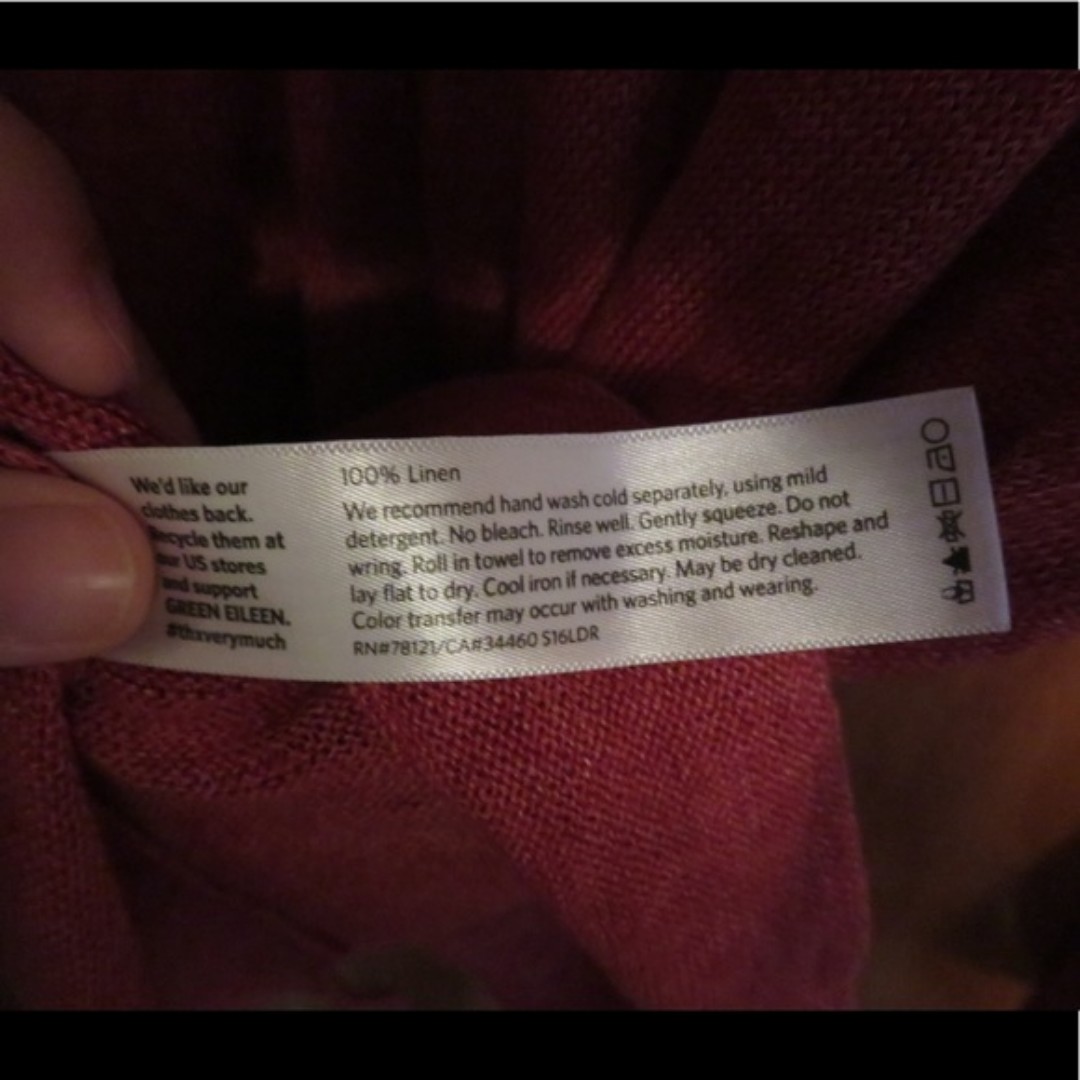 We'd like our
clothes back.
Recycle them at
our US stores
and support
GREEN EILEEN.
#thxverymuch
100% Linen
We recommend hand wash cold separately, using mild
detergent. No bleach. Rinse well. Gently squeeze. Do not
wring. Roll in towel to remove excess moisture. Reshape and
lay flat to dry. Cool iron if necessary. May be dry cleaned.
Color transfer may occur with washing and wearing.
RN#78121/CA#34460 S16LDR